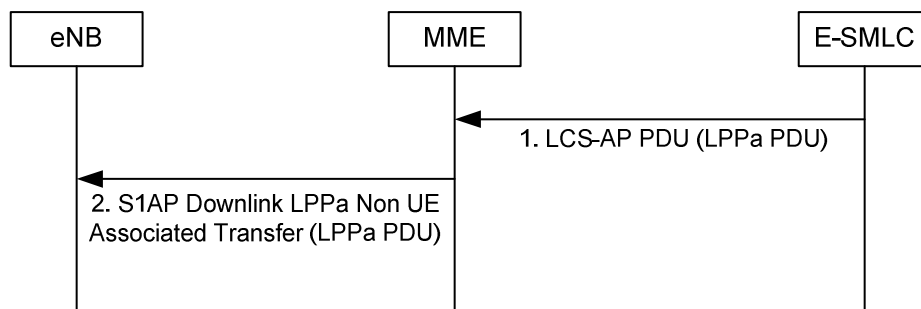 eNB
MME
E-SMLC
1. LCS-AP PDU (LPPa PDU)
2. S1AP Downlink LPPa Non UE
Associated Transfer (LPPa PDU)